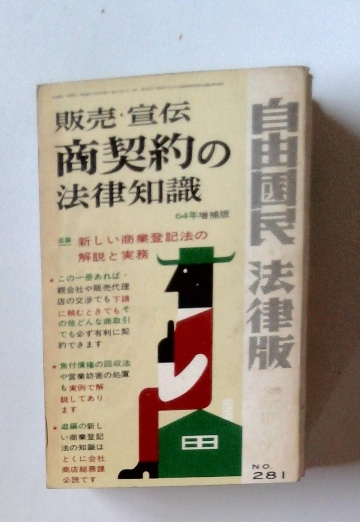 販売・宣伝
商契約の
法律知識
64年増補版
追編 新しい商業登記法の
解説と実務
★この一冊あれば・
親会社や販売代理
店の交渉でも下請
に頼むときでもそ
の他どんな商取引
でも必ず有利に契
約できます
★焦付債権の回収法
や営業妨害の処置
も実例で解
説してあり
ます
★追編の新し
い商業登記
法の知識は
とくに会社
商店総務課
必読です
自由國民・法律版
NO.
281